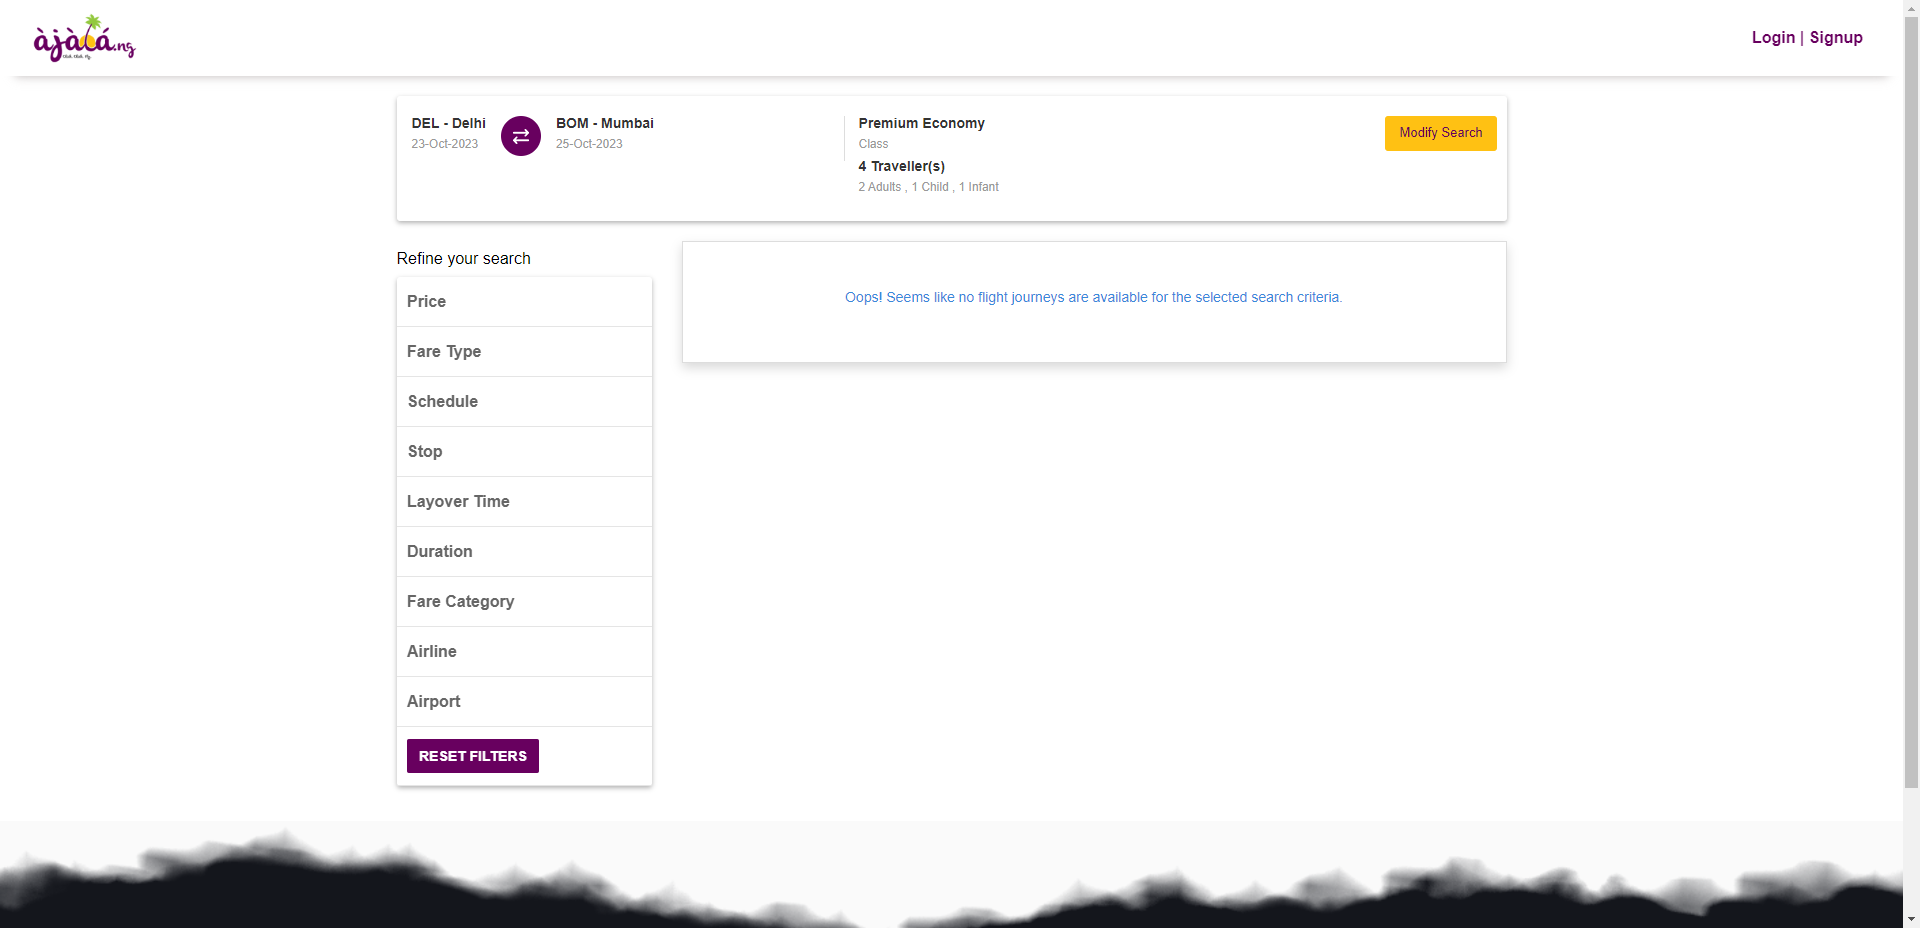 àjàlá.ng
Login | Signup
DEL - Delhi
23-Oct-2023
BOM - Mumbai
25-Oct-2023
Premium Economy
Class
4 Traveller(s)
2 Adults , 1 Child , 1 Infant
Modify Search
Refine your search
Price
Fare Type
Schedule
Stop
Layover Time
Duration
Fare Category
Airline
Airport
RESET FILTERS
Oops! Seems like no flight journeys are available for the selected search criteria.